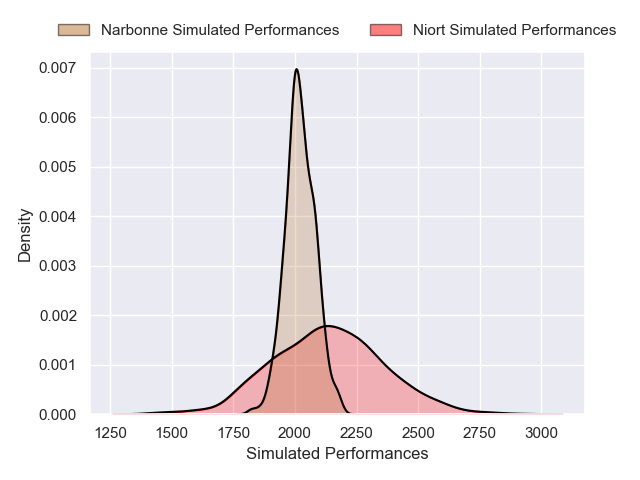 Narbonne Simulated Performances Niort Simulated Performances
0.007
0.006
0.005
0.004
0.003
0.002
0.001
0.000
Density
1250 1500 1750 2000 2250 2500 2750 3000
Simulated Performances